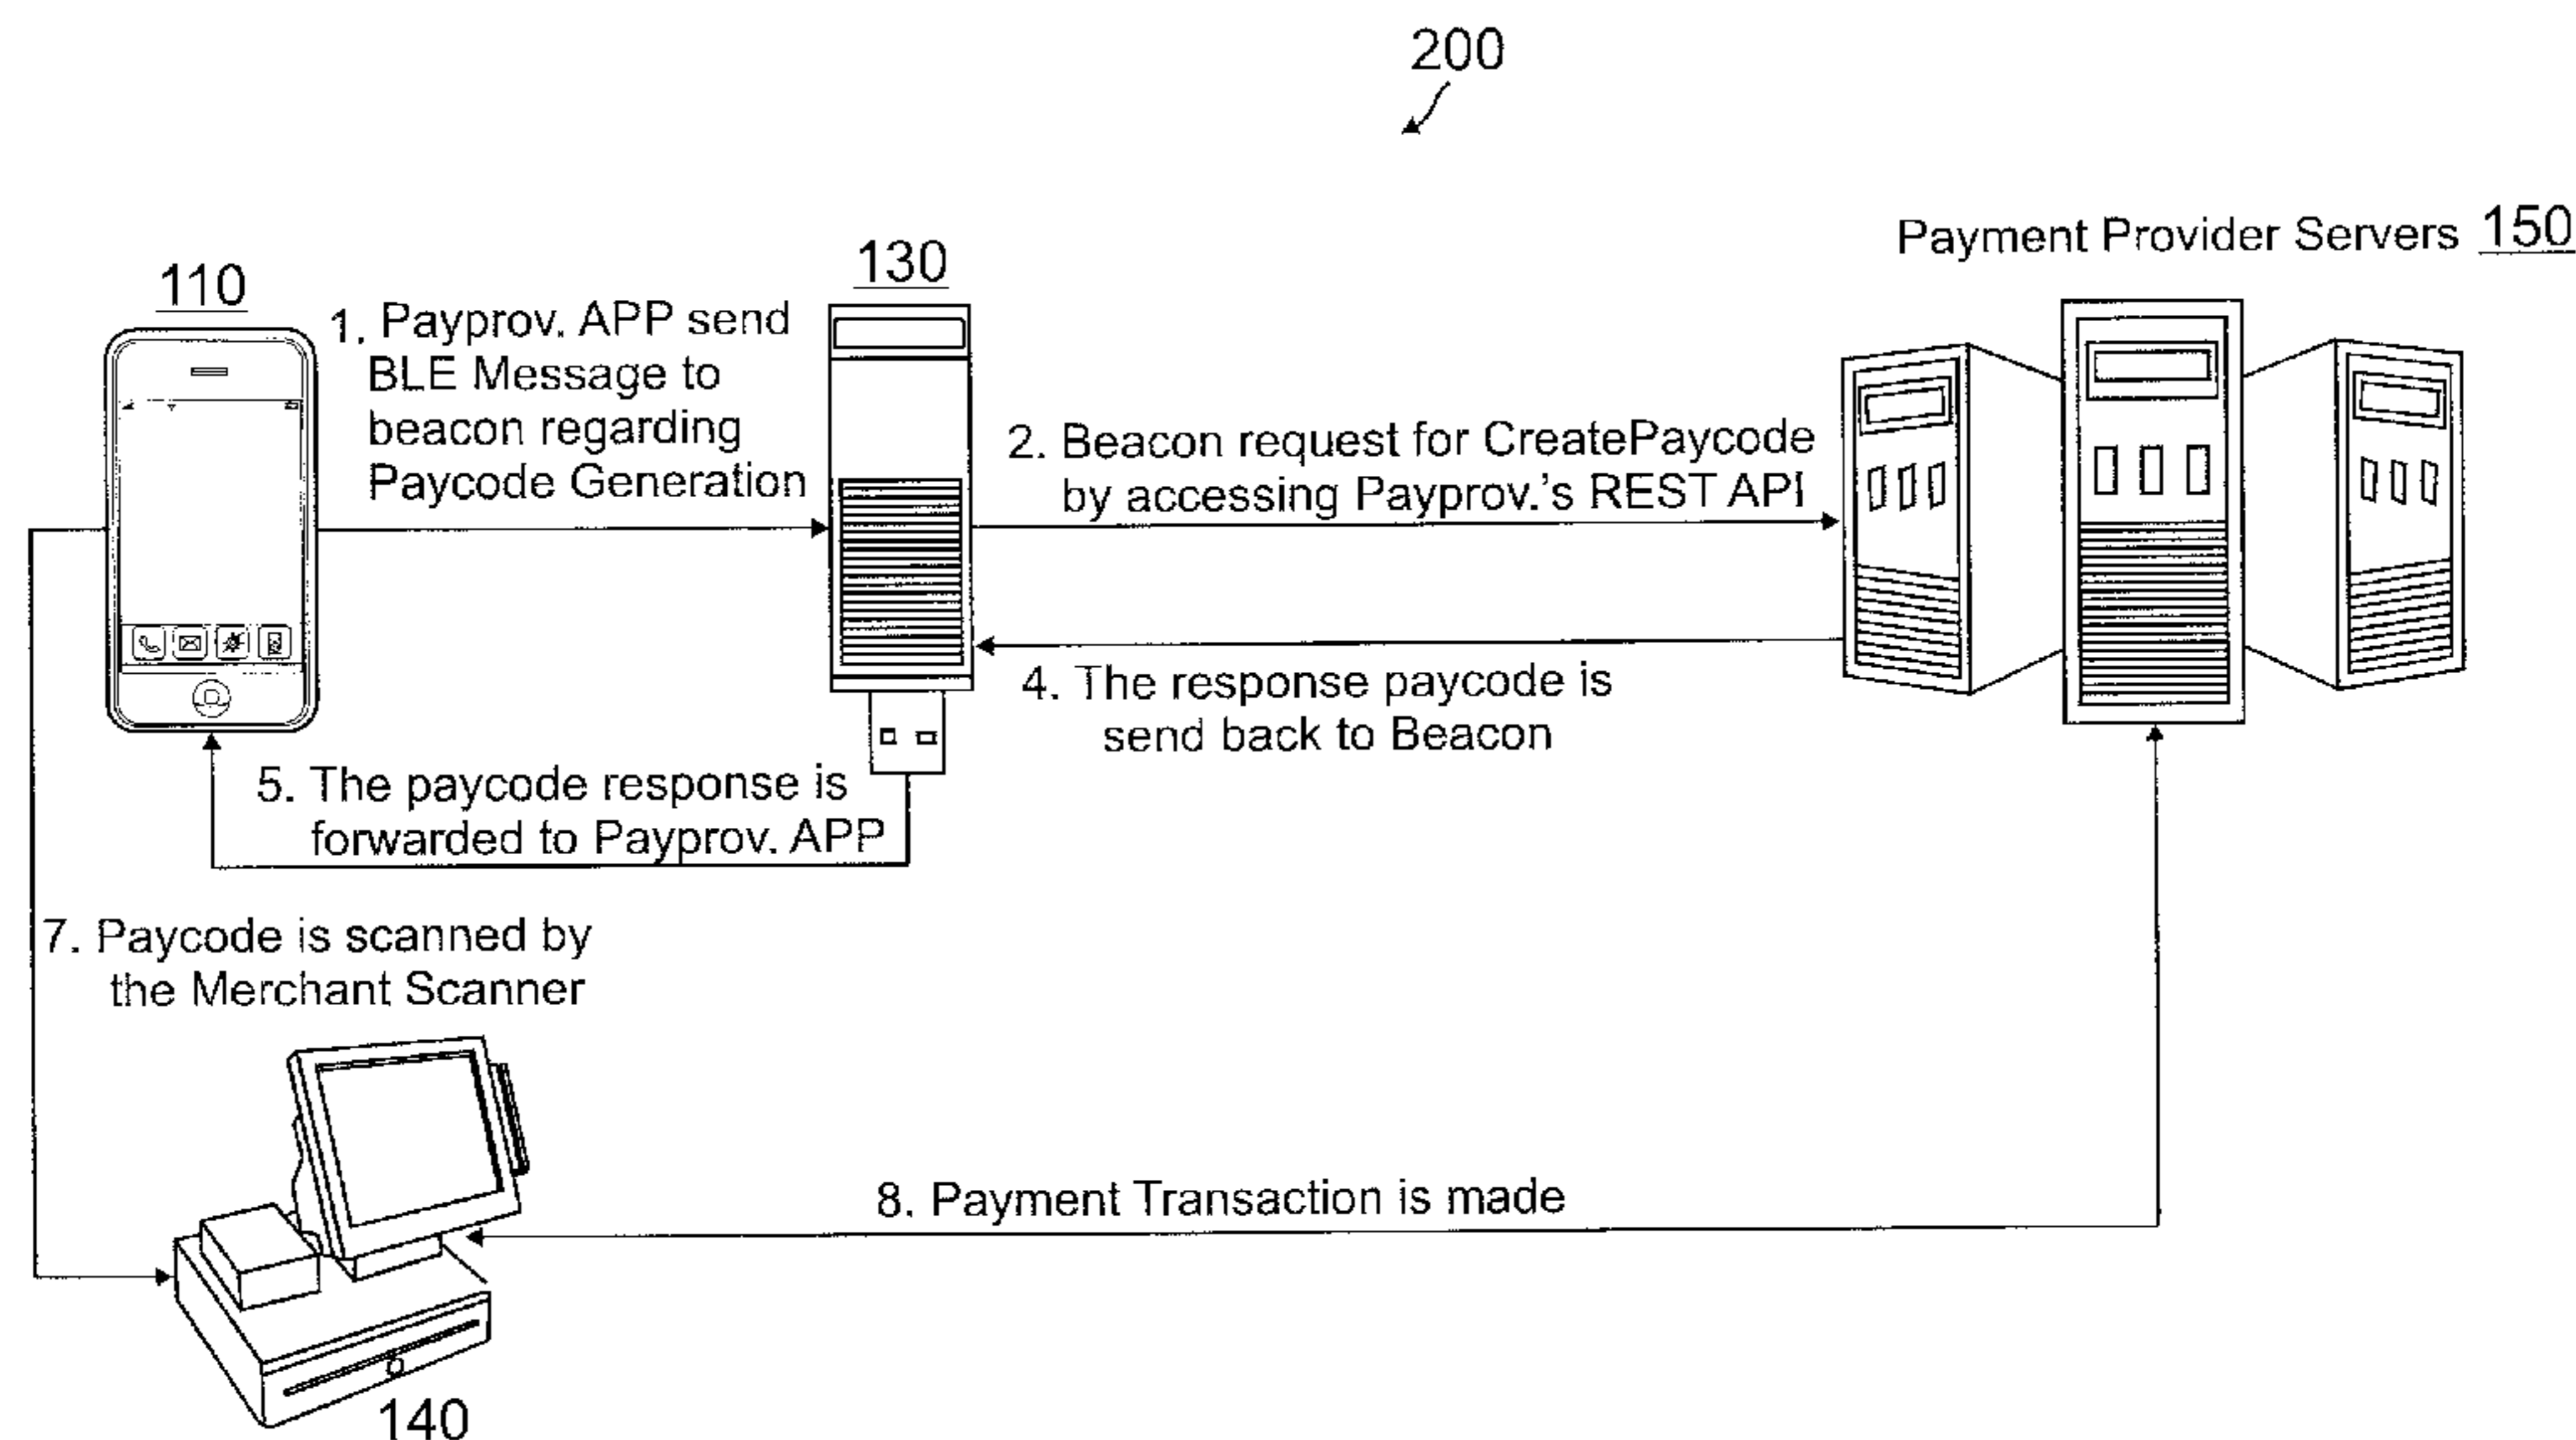 200
Payment Provider Servers 150
110
130
1. Payprov. APP send
BLE Message to
beacon regarding
Paycode Generation
2. Beacon request for CreatePaycode
by accessing Payprov.'s REST API
4. The response paycode is
send back to Beacon
5. The paycode response is
forwarded to Payprov. APP
7. Paycode is scanned by
the Merchant Scanner
8. Payment Transaction is made
140